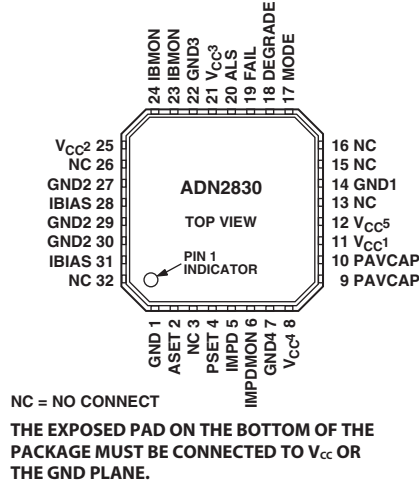 24 IBMON
23 IBMON
22 GND3
21 VCC3
20 ALS
19 FAIL
18 DEGRADE
17 MODE
VCC2 25
NC 26
GND2 27
IBIAS 28
GND2 29
GND2 30
IBIAS 31
NC 32
ADN2830
TOP VIEW
PIN 1
INDICATOR
16 NC
15 NC
14 GND1
13 NC
12 VCC5
11 VCC1
10 PAVCAP
9 PAVCAP
GND 1
ASET 2
NC 3
PSET 4
IMPD 5
IMPDMON 6
GND4 7
VCC4 8
NC = NO CONNECT
THE EXPOSED PAD ON THE BOTTOM OF THE
PACKAGE MUST BE CONNECTED TO VCC OR
THE GND PLANE.